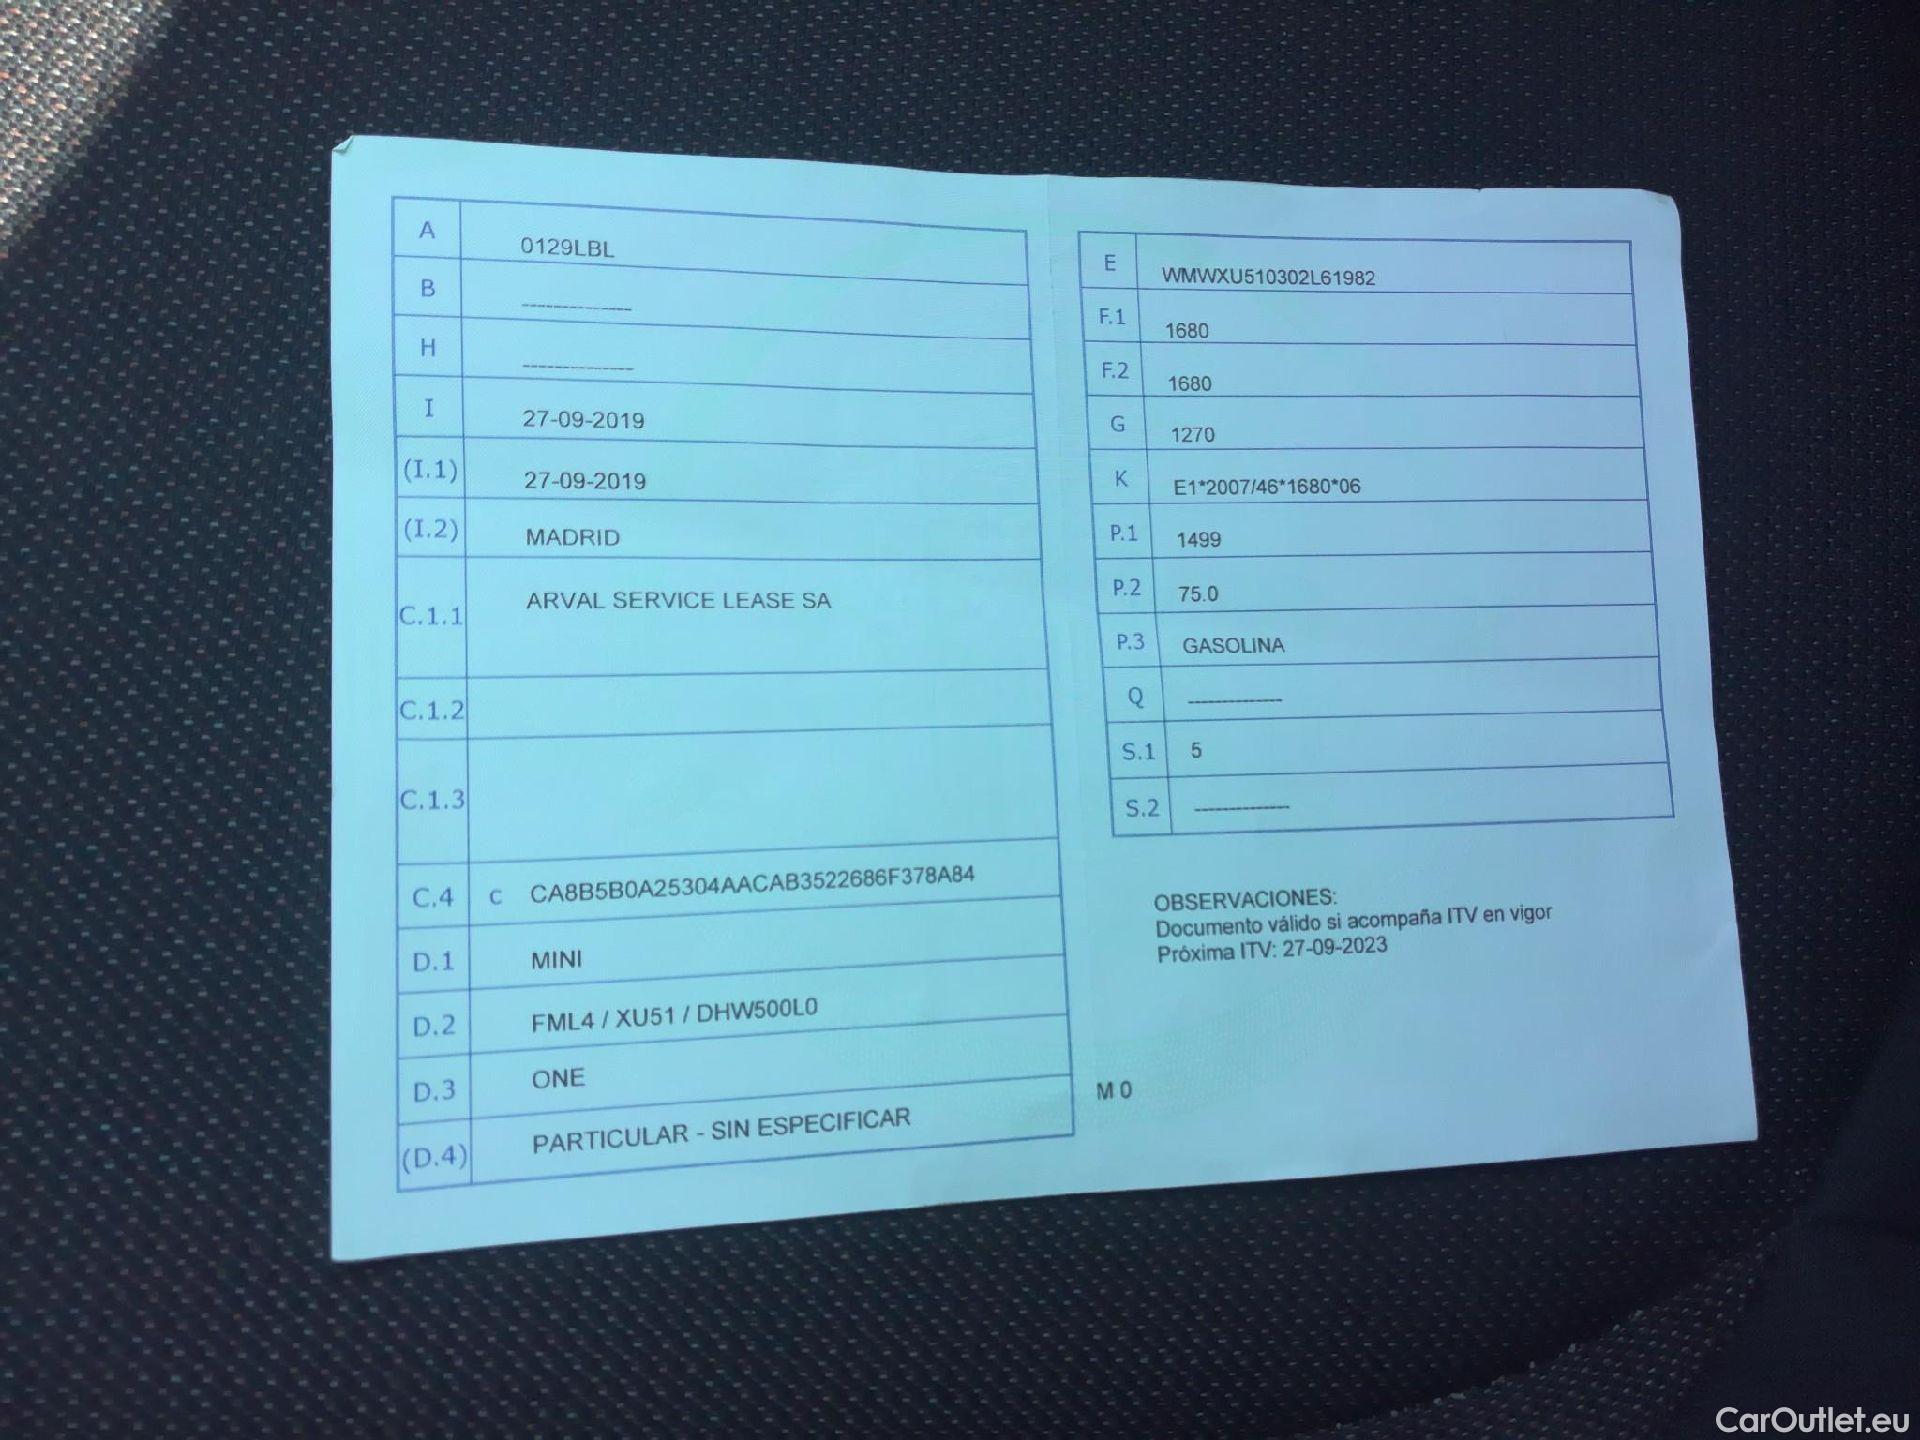 A 0129LBL
B --------------
H --------------
I 27-09-2019
(I.1) 27-09-2019
(I.2) MADRID
C.1.1 ARVAL SERVICE LEASE SA
C.1.2
C.1.3
C.4 c CA8B5B0A25304AACAB3522686F378A84
D.1 MINI
D.2 FML4 / XU51 / DHW500L0
D.3 ONE
(D.4) PARTICULAR - SIN ESPECIFICAR
E WMWXU510302L61982
F.1 1680
F.2 1680
G 1270
K E1*2007/46*1680*06
P.1 1499
P.2 75.0
P.3 GASOLINA
Q --------------
S.1 5
S.2 --------------
OBSERVACIONES:
Documento válido si acompaña ITV en vigor
Próxima ITV: 27-09-2023
M 0
CarOutlet.eu